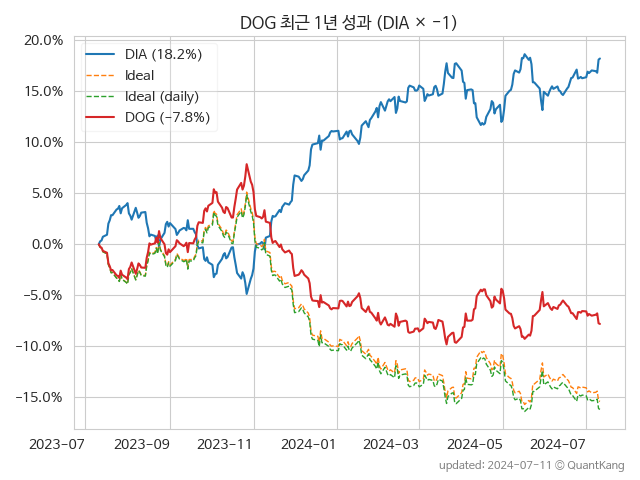 DOG 최근 1년 성과 (DIA × −1)
20.0%
15.0%
10.0%
5.0%
0.0%
−5.0%
−10.0%
−15.0%
DIA (18.2%)
Ideal
Ideal (daily)
DOG (−7.8%)
2023-07
2023-09
2023-11
2024-01
2024-03
2024-05
2024-07
updated: 2024-07-11 © QuantKang